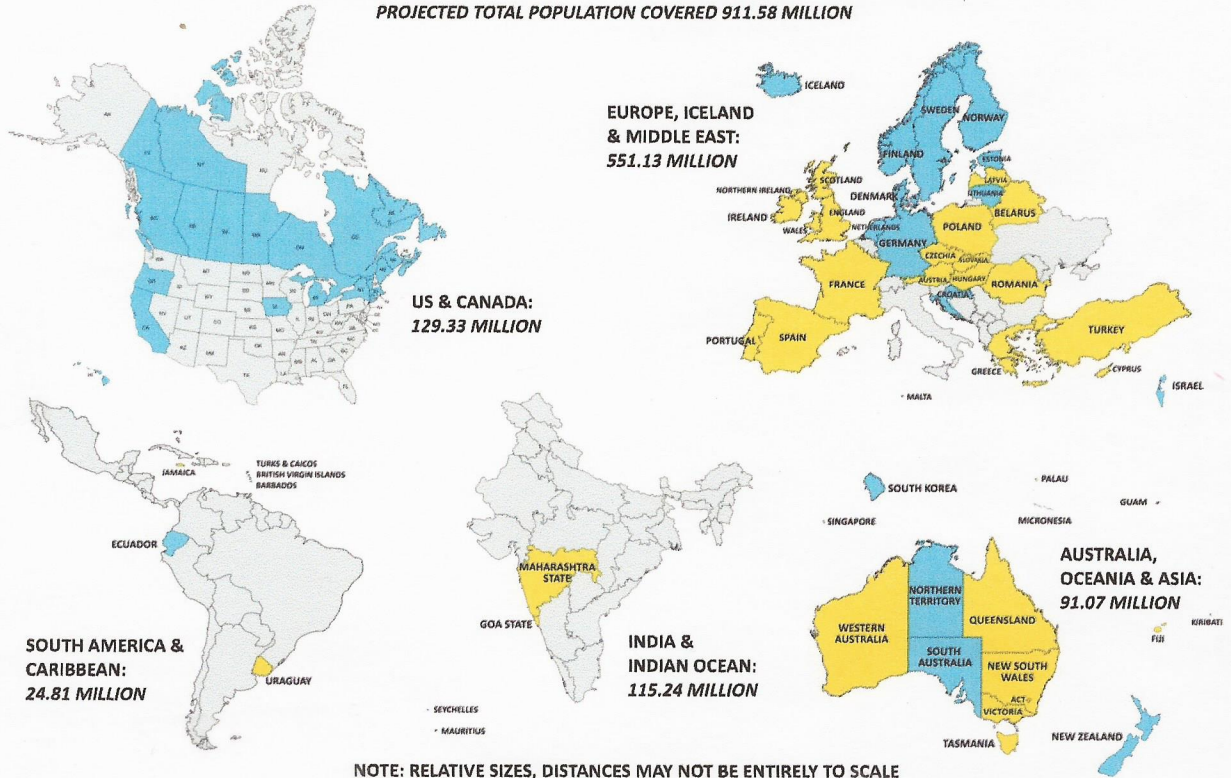 PROJECTED TOTAL POPULATION COVERED 911.58 MILLION
ICELAND
EUROPE, ICELAND
& MIDDLE EAST:
551.13 MILLION
SWEDEN
NORWAY
FINLAND
ESTONIA
LATVIA
LITHUANIA
SCOTLAND
NORTHERN IRELAND
DENMARK
IRELAND
ENGLAND
WALES
NETHERLANDS
BELARUS
POLAND
GERMANY
CZECHIA
SLOVAKIA
AUSTRIA
HUNGARY
ROMANIA
FRANCE
CROATIA
PORTUGAL
SPAIN
TURKEY
GREECE
CYPRUS
MALTA
ISRAEL
US & CANADA:
129.33 MILLION
JAMAICA
TURKS & CAICOS
BRITISH VIRGIN ISLANDS
BARBADOS
ECUADOR
SOUTH AMERICA &
CARIBBEAN:
24.81 MILLION
URAGUAY
MAHARASHTRA
STATE
GOA STATE
INDIA &
INDIAN OCEAN:
115.24 MILLION
SEYCHELLES
MAURITIUS
SOUTH KOREA
PALAU
GUAM
SINGAPORE
MICRONESIA
AUSTRALIA,
OCEANIA & ASIA:
91.07 MILLION
NORTHERN
TERRITORY
QUEENSLAND
WESTERN
AUSTRALIA
SOUTH
AUSTRALIA
NEW SOUTH
WALES
ACT
VICTORIA
TASMANIA
KIRIBATI
FIJI
NEW ZEALAND
NOTE: RELATIVE SIZES, DISTANCES MAY NOT BE ENTIRELY TO SCALE